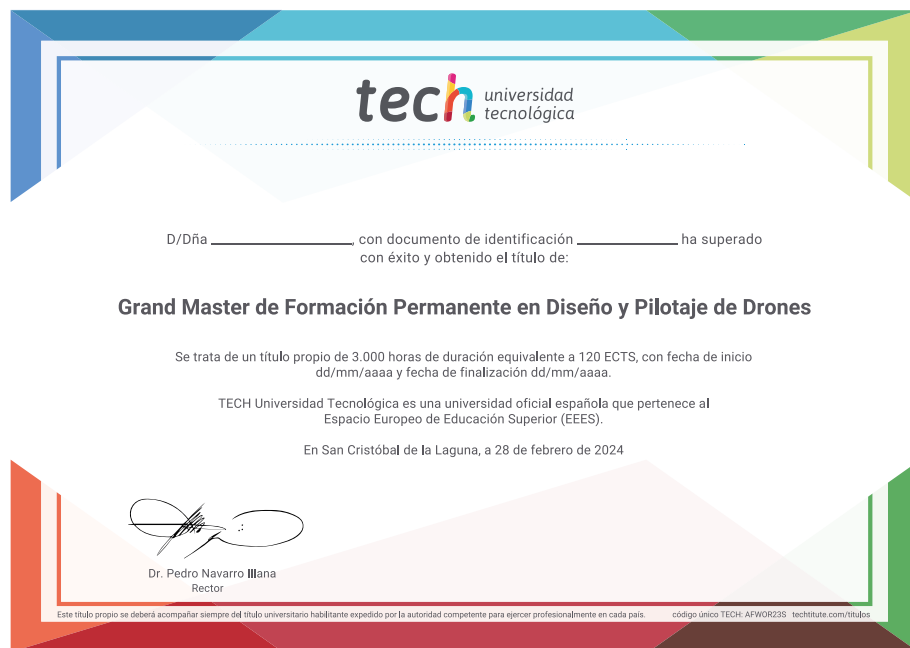 tech universidad
tecnológica
D/Dña ______________, con documento de identificación __________ ha superado
con éxito y obtenido el título de:
Grand Master de Formación Permanente en Diseño y Pilotaje de Drones
Se trata de un título propio de 3.000 horas de duración equivalente a 120 ECTS, con fecha de inicio
dd/mm/aaaa y fecha de finalización dd/mm/aaaa.
TECH Universidad Tecnológica es una universidad oficial española que pertenece al
Espacio Europeo de Educación Superior (EEES).
En San Cristóbal de la Laguna, a 28 de febrero de 2024
Dr. Pedro Navarro Illana
Rector
Este título propio se deberá acompañar siempre del título universitario habilitante expedido por la autoridad competente para ejercer profesionalmente en cada país. código único TECH: AFWOR23S techtitute.com/titulos